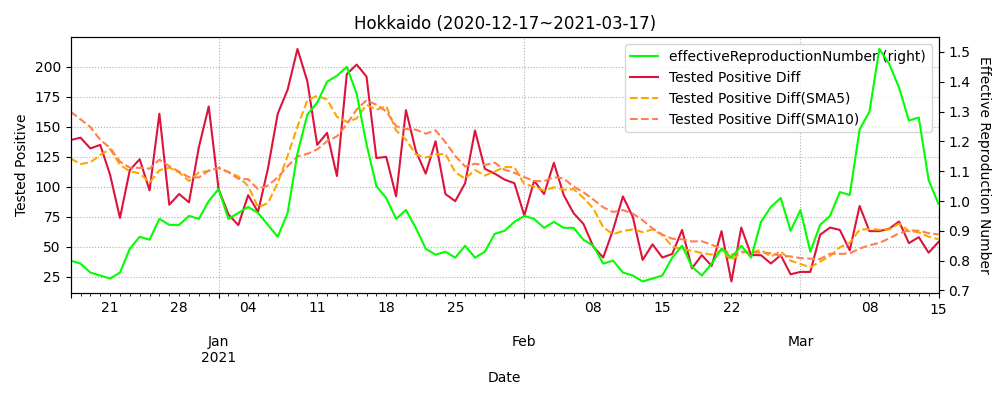 Hokkaido (2020-12-17~2021-03-17)
effectiveReproductionNumber (right)
Tested Positive Diff
Tested Positive Diff(SMA5)
Tested Positive Diff(SMA10)
Tested Positive
200
175
150
125
100
75
50
25
1.5
1.4
1.3
1.2
1.1
1.0
0.9
0.8
0.7
Effective Reproduction Number
21 28 04 11 18 25 08 15 22 08 15
Jan Feb Mar
2021
Date